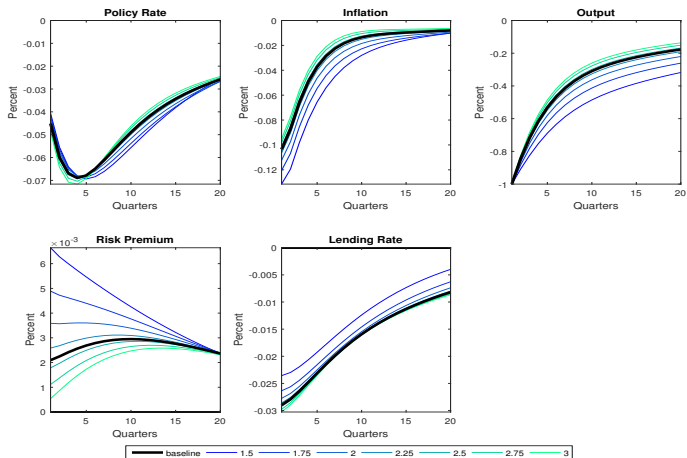 Policy Rate
Inflation
Output
0
-0.01
-0.02
-0.03
-0.04
-0.05
-0.06
-0.07
5 10 15 20
Quarters
Percent
0
-0.02
-0.04
-0.06
-0.08
-0.1
-0.12
5 10 15 20
Quarters
Percent
0
-0.2
-0.4
-0.6
-0.8
-1
5 10 15 20
Quarters
Percent
Risk Premium
Lending Rate
× 10-3
6
5
4
3
2
1
0
5 10 15 20
Quarters
Percent
0
-0.005
-0.01
-0.015
-0.02
-0.025
-0.03
5 10 15 20
Quarters
Percent
baseline 1.5 1.75 2 2.25 2.5 2.75 3